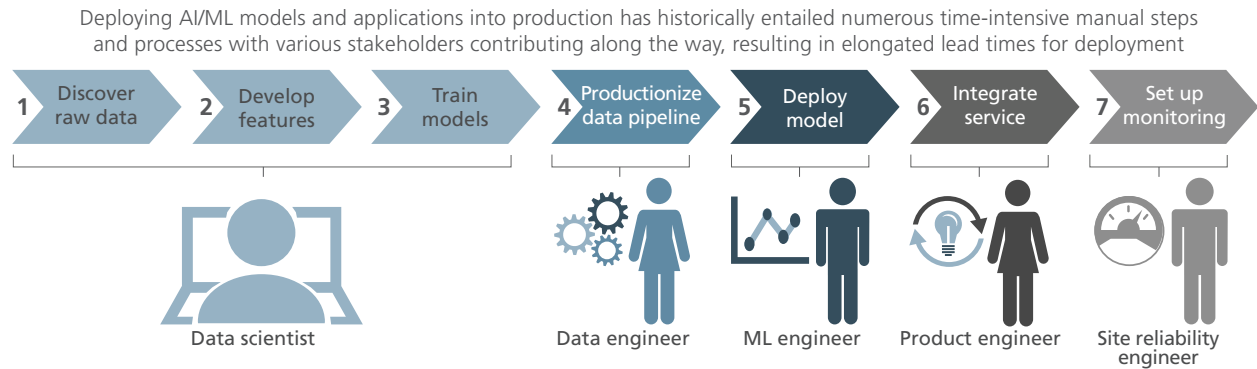 Deploying AI/ML models and applications into production has historically entailed numerous time-intensive manual steps
and processes with various stakeholders contributing along the way, resulting in elongated lead times for deployment
1 Discover
raw data
2 Develop
features
3 Train
models
4 Productionize
data pipeline
5 Deploy
model
6 Integrate
service
7 Set up
monitoring
Data scientist
Data engineer
ML engineer
Product engineer
Site reliability
engineer